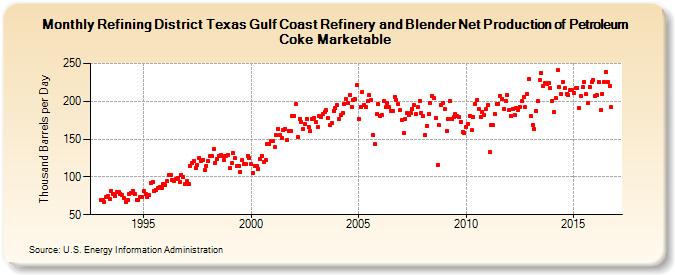 Monthly Refining District Texas Gulf Coast Refinery and Blender Net Production of Petroleum
Coke Marketable
Thousand Barrels per Day
250
200
150
100
50
1995
2000
2005
2010
2015
Source: U.S. Energy Information Administration